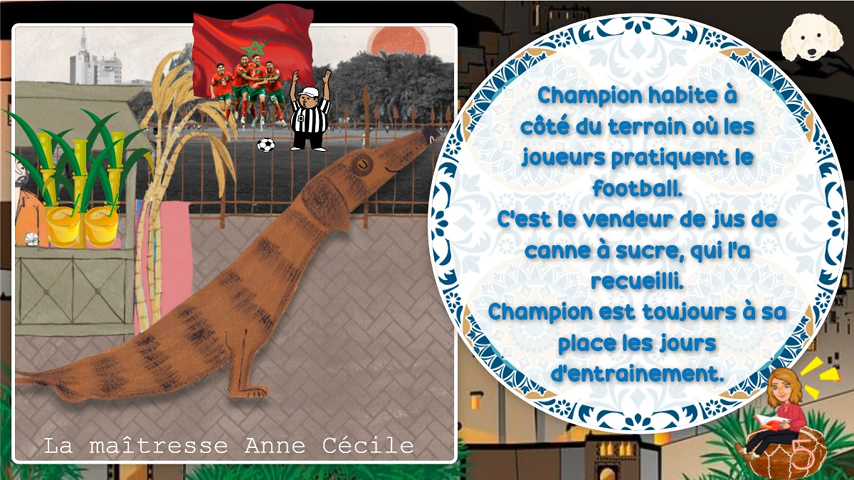 Champion habite à
côté du terrain où les
joueurs pratiquent le
football.
C'est le vendeur de jus de
canne à sucre, qui l'a
recueilli.
Champion est toujours à sa
place les jours
d'entrainement.
La maîtresse Anne Cécile
5